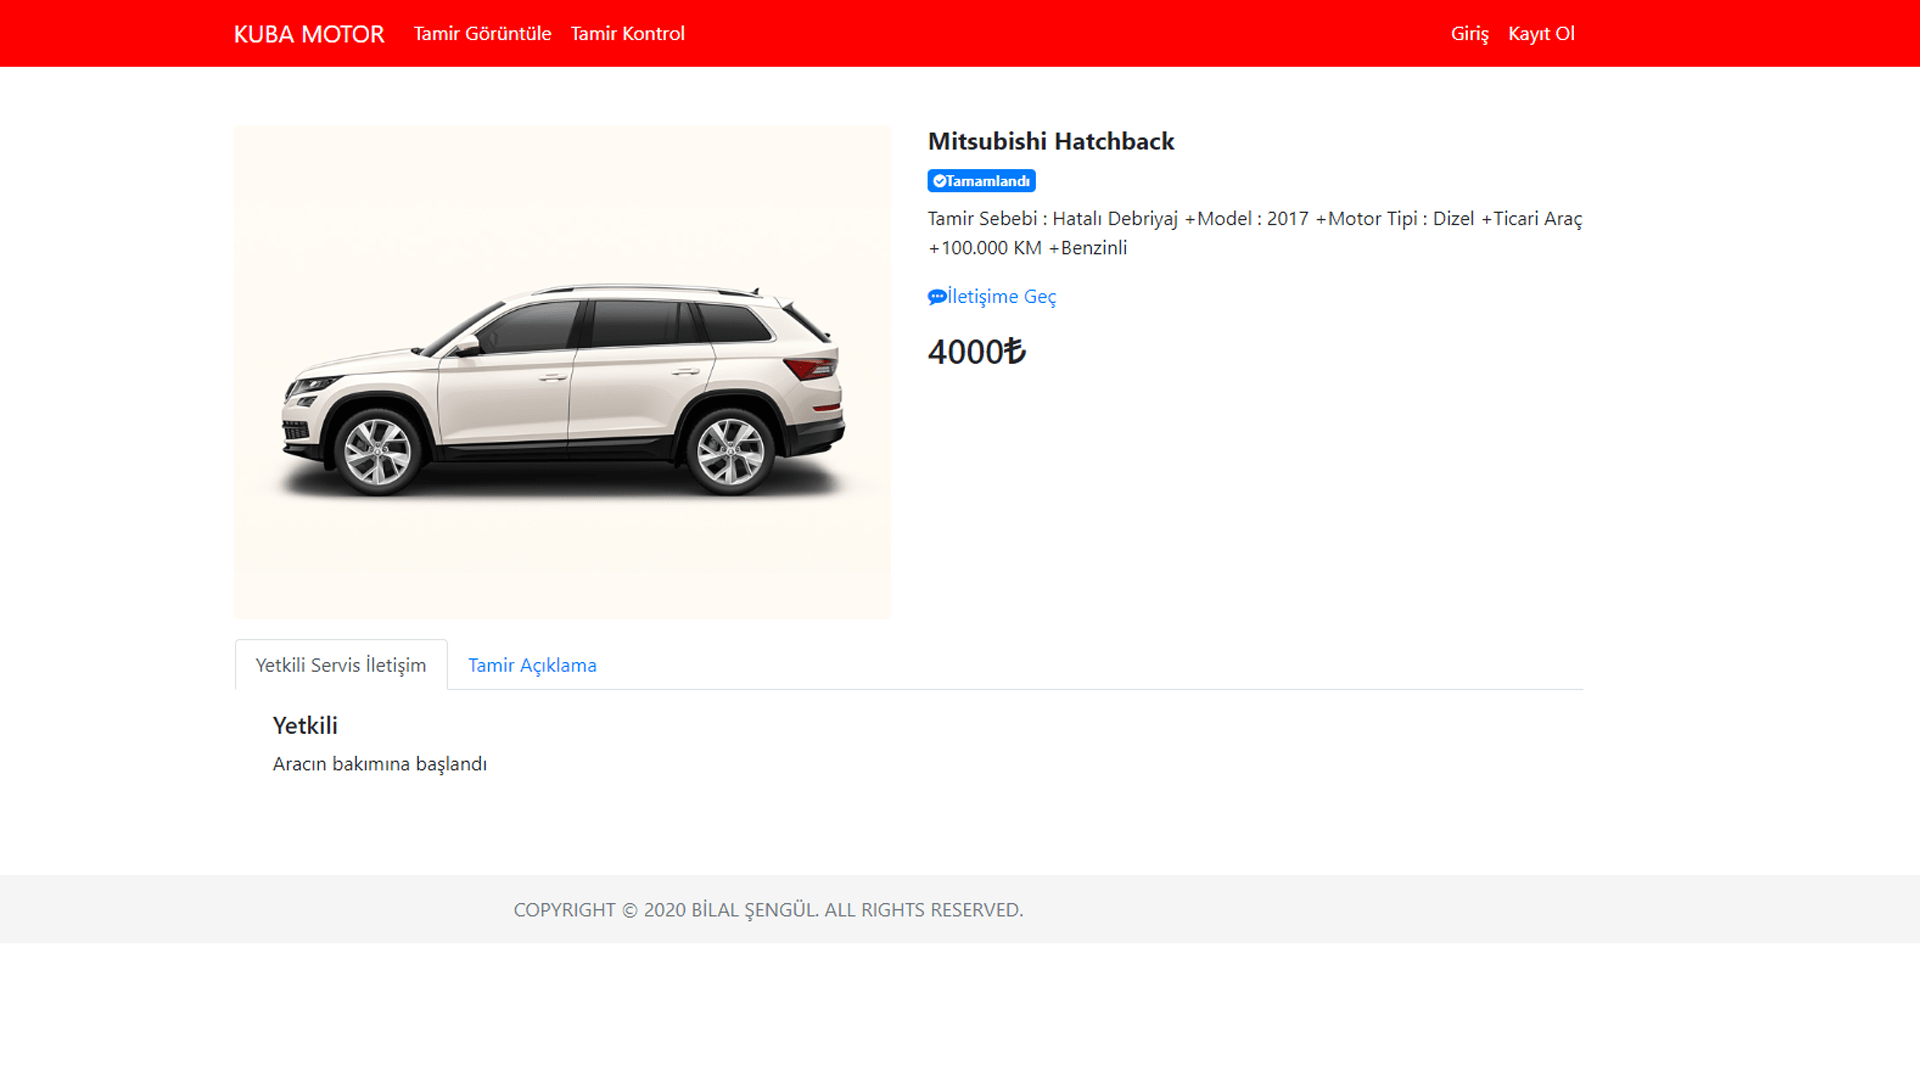 KUBA MOTOR Tamir Görüntüle Tamir Kontrol Giriş Kayıt Ol
Mitsubishi Hatchback
Tamamlandı
Tamir Sebebi : Hatalı Debriyaj +Model : 2017 +Motor Tipi : Dizel +Ticari Araç
+100.000 KM +Benzinli
İletişime Geç
4000₺
Yetkili Servis İletişim Tamir Açıklama
Yetkili
Aracın bakımına başlandı
COPYRIGHT © 2020 BİLAL ŞENGÜL. ALL RIGHTS RESERVED.